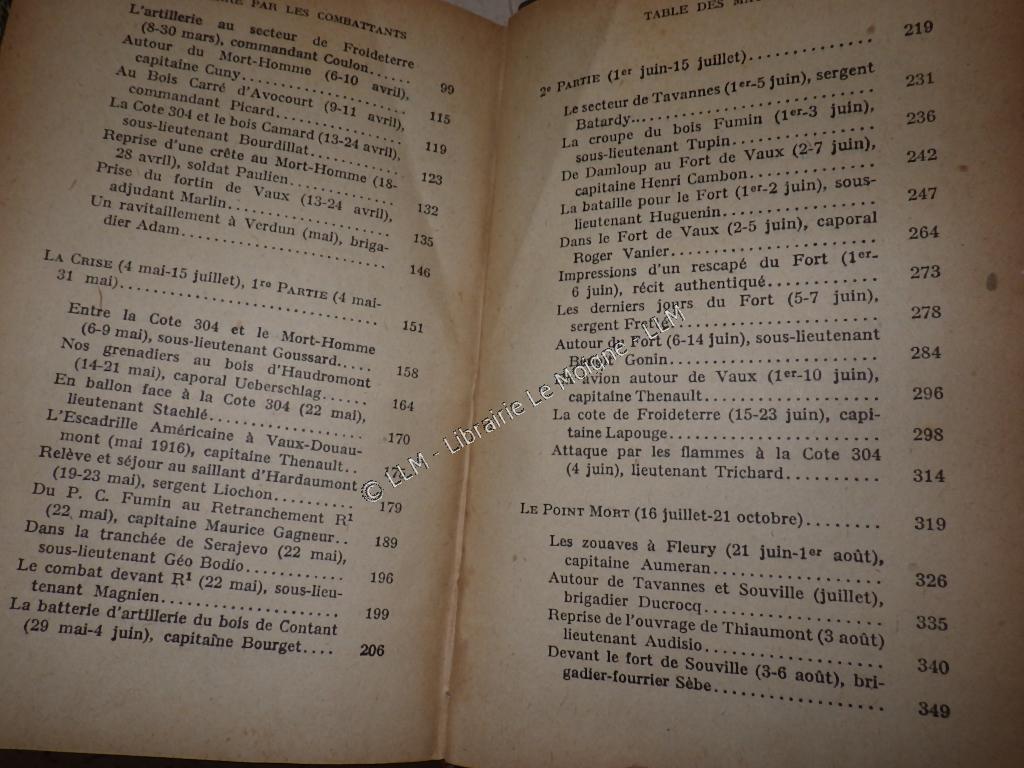 PAR LES COMBATTANTS
L'artillerie au secteur de Froideterre
(8-30 mars), commandant Coulon...... 99
Autour du Mort-Homme (6-10 avril),
capitaine Cuny.................... 115
Au Bois Carré d'Avocourt (9-11 avril),
commandant Picard................. 119
La Cote 304 et le bois Camard (13-24 avril),
sous-lieutenant Bourdillat........... 123
Reprise d'une crête au Mort-Homme (18-
28 avril), soldat Paulien............. 132
Prise du fortin de Vaux (13-24 avril),
adjudant Marlin.................... 135
Un ravitaillement à Verdun (mai), briga-
dier Adam........................ 146
LA CRISE (4 mai-15 juillet), 1re PARTIE (4 mai-
31 mai)............................ 151
Entre la Cote 304 et le Mort-Homme
(6-9 mai), sous-lieutenant Goussard.... 158
Nos grenadiers au bois d'Haudromont
(14-21 mai), caporal Ueberschlag...... 164
En ballon face à la Cote 304 (22 mai),
lieutenant Stachlé.................. 170
L'Escadrille Américaine à Vaux-Douau-
mont (mai 1916), capitaine Thenault..
Relève et séjour au saillant d'Hardaumont
(19-23 mai), sergent Liochon......... 179
Du P. C. Fumin au Retranchement R1
(22 mai), capitaine Maurice Gagneur.. 189
Dans la tranchée de Serajevo (22 mai),
sous-lieutenant Géo Bodio............ 196
Le combat devant R1 (22 mai), sous-lieu-
tenant Magnien.................... 199
La batterie d'artillerie du bois de Contant
(29 mai-4 juin), capitaine Bourget.... 206
TABLE DES
2e PARTIE (1er juin-15 juillet)............. 219
Le secteur de Tavannes (1er-5 juin), sergent
Batardy.......................... 231
La croupe du bois Fumin (1er-3 juin),
sous-lieutenant Tupin............... 236
De Damloup au Fort de Vaux (2-7 juin),
capitaine Henri Cambon............. 242
La bataille pour le Fort (1er-2 juin), sous-
lieutenant Huguenin................ 247
Dans le Fort de Vaux (2-5 juin), caporal
Roger Vanier...................... 264
Impressions d'un rescapé du Fort (1er-
6 juin), récit authentiqué............ 273
Les derniers jours du Fort (5-7 juin),
sergent .................... 278
Autour du Fort (6-14 juin), sous-lieutenant
Benoît Gonin...................... 284
avion autour de Vaux (1er-10 juin),
capitaine Thenault................. 296
La cote de Froideterre (15-23 juin), capi-
taine Lapouge..................... 298
Attaque par les flammes à la Cote 304
(4 juin), lieutenant Trichard.......... 314
LE POINT MORT (16 juillet-21 octobre)........ 319
Les zouaves à Fleury (21 juin-1er août),
capitaine Aumeran................. 326
Autour de Tavannes et Souville (juillet),
brigadier Ducrocq.................. 335
Reprise de l'ouvrage de Thiaumont (3 août)
lieutenant Audisio.................. 340
Devant le fort de Souville (3-6 août), bri-
gadier-fourrier Sèbe................. 349
© LLM - Librairie Le Moigne - LLM